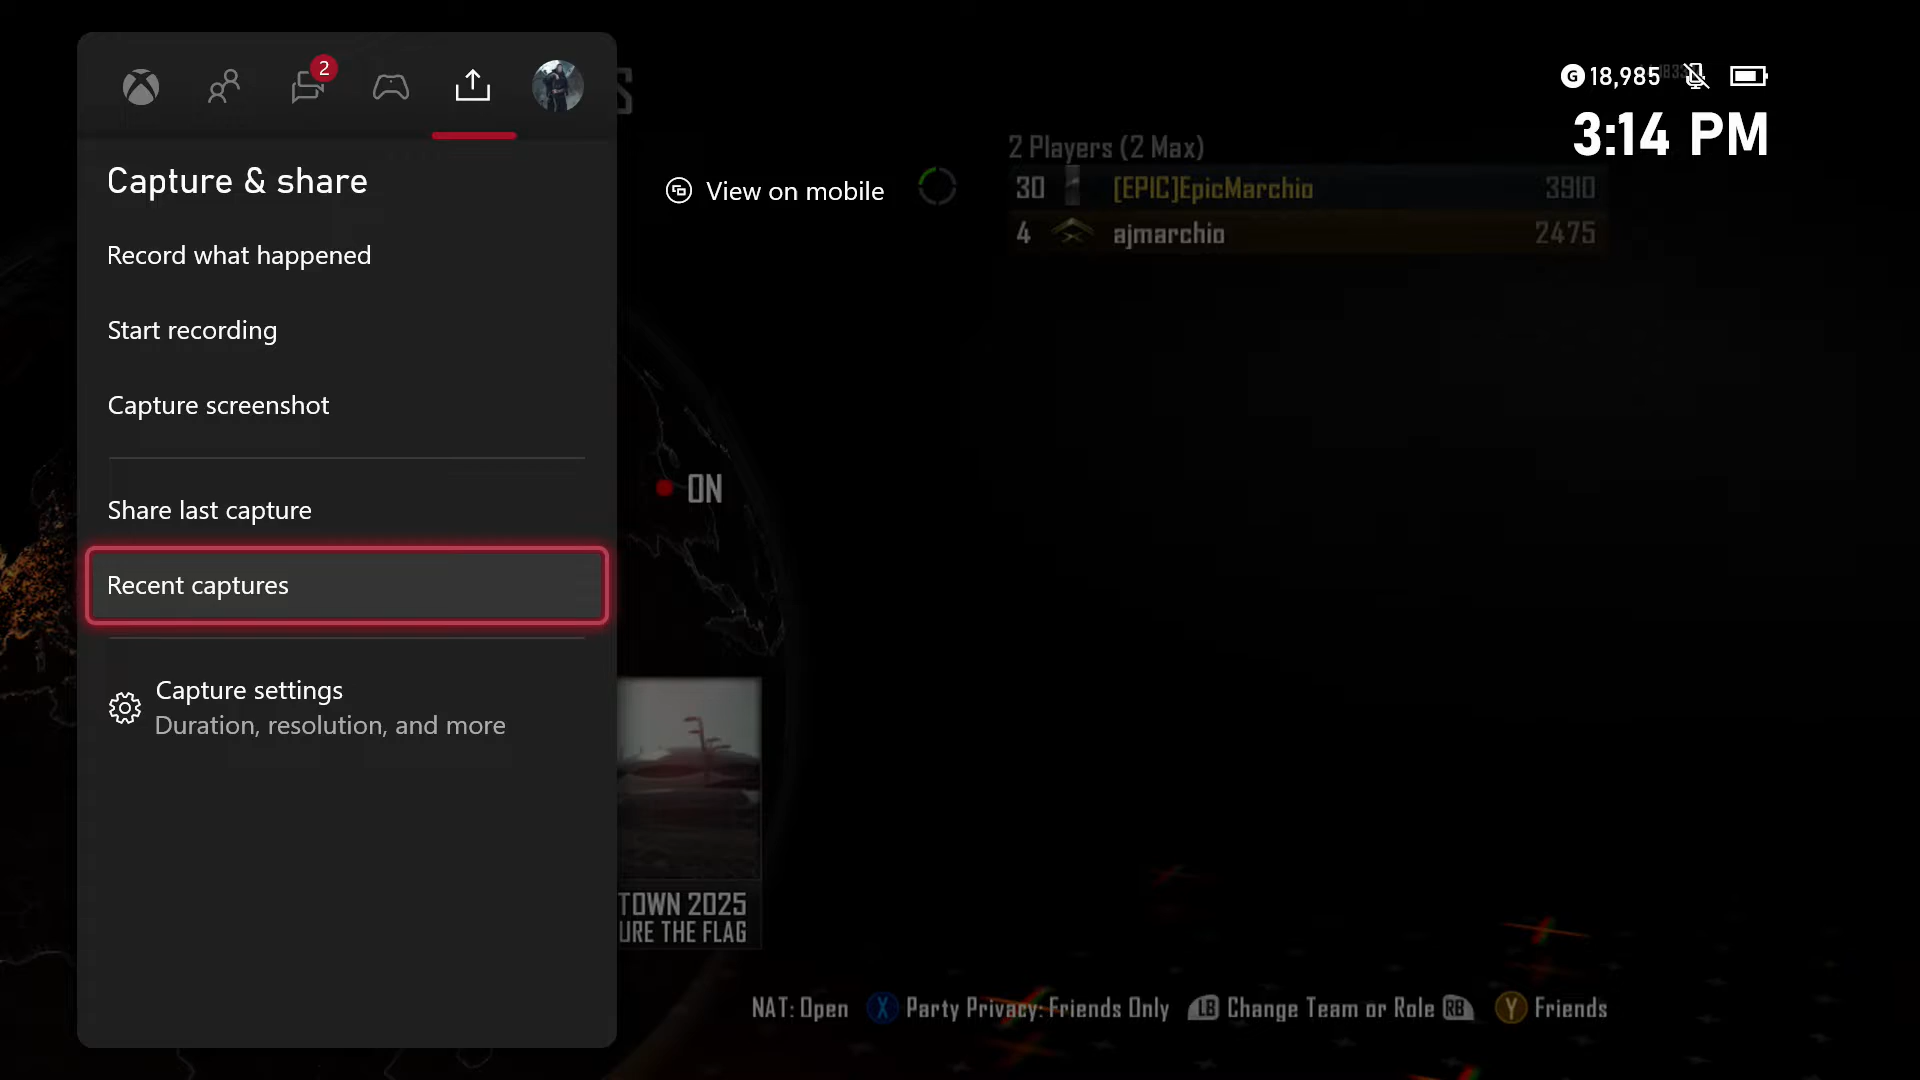 2
G 18,985
3:14 PM
Capture & share
Record what happened
Start recording
Capture screenshot
Share last capture
Recent captures
Capture settings
Duration, resolution, and more
View on mobile
2 Players (2 Max)
30 [EPIC]EpicMarchio 3910
4 ajmarchio 2475
ON
TOWN 2025
URE THE FLAG
NAT: Open X Party Privacy: Friends Only LB Change Team or Role RB Y Friends